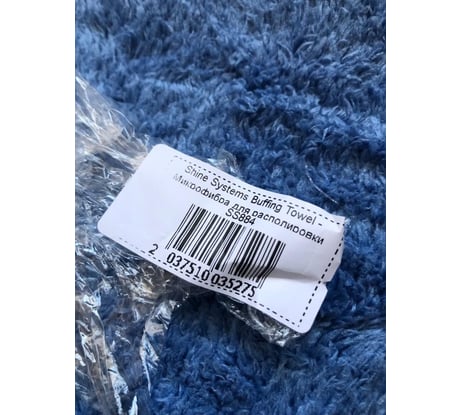 Shine Systems Buffing Towel
Микрофибра для располировки
SS884
2 037510 035275